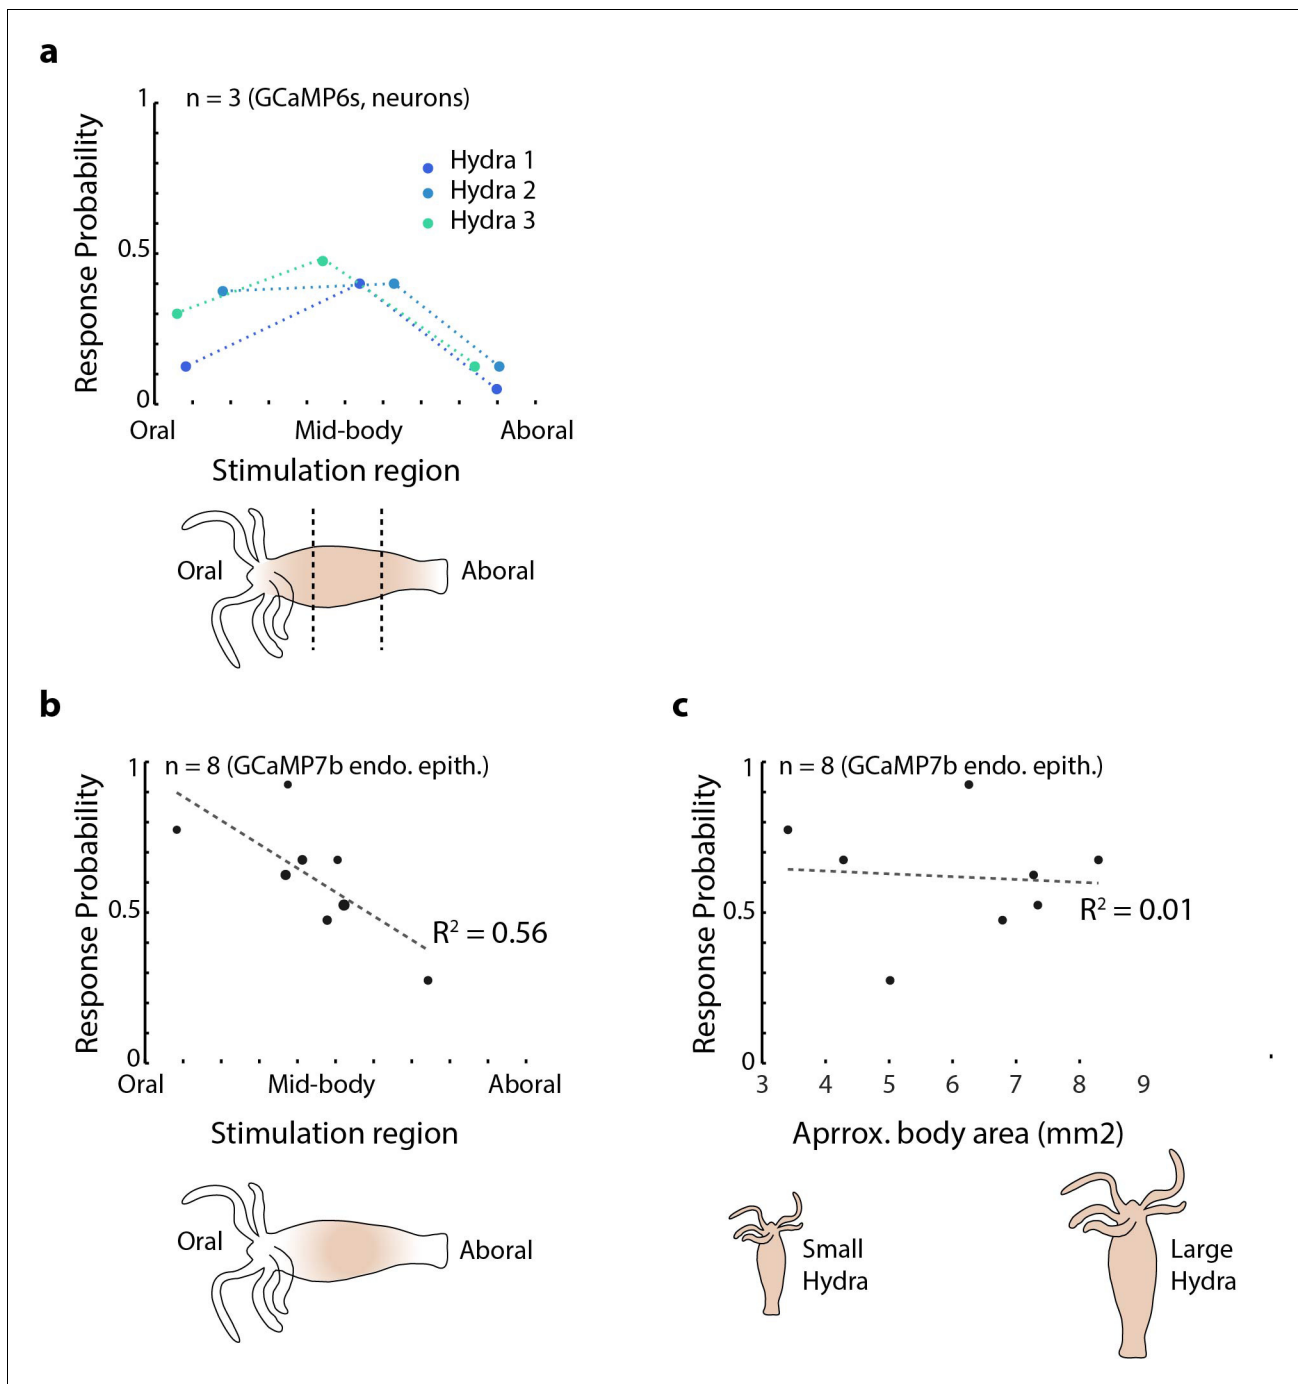 a
n = 3 (GCaMP6s, neurons)
1
0.5
0
Response Probability
Hydra 1
Hydra 2
Hydra 3
Oral Mid-body Aboral
Stimulation region
Oral Aboral
b
n = 8 (GCaMP7b endo. epith.)
1
0.5
0
Response Probability
R² = 0.56
Oral Mid-body Aboral
Stimulation region
Oral Aboral
c
n = 8 (GCaMP7b endo. epith.)
1
0.5
0
Response Probability
R² = 0.01
3 4 5 6 7 8 9
Aprrox. body area (mm2)
Small
Hydra
Large
Hydra